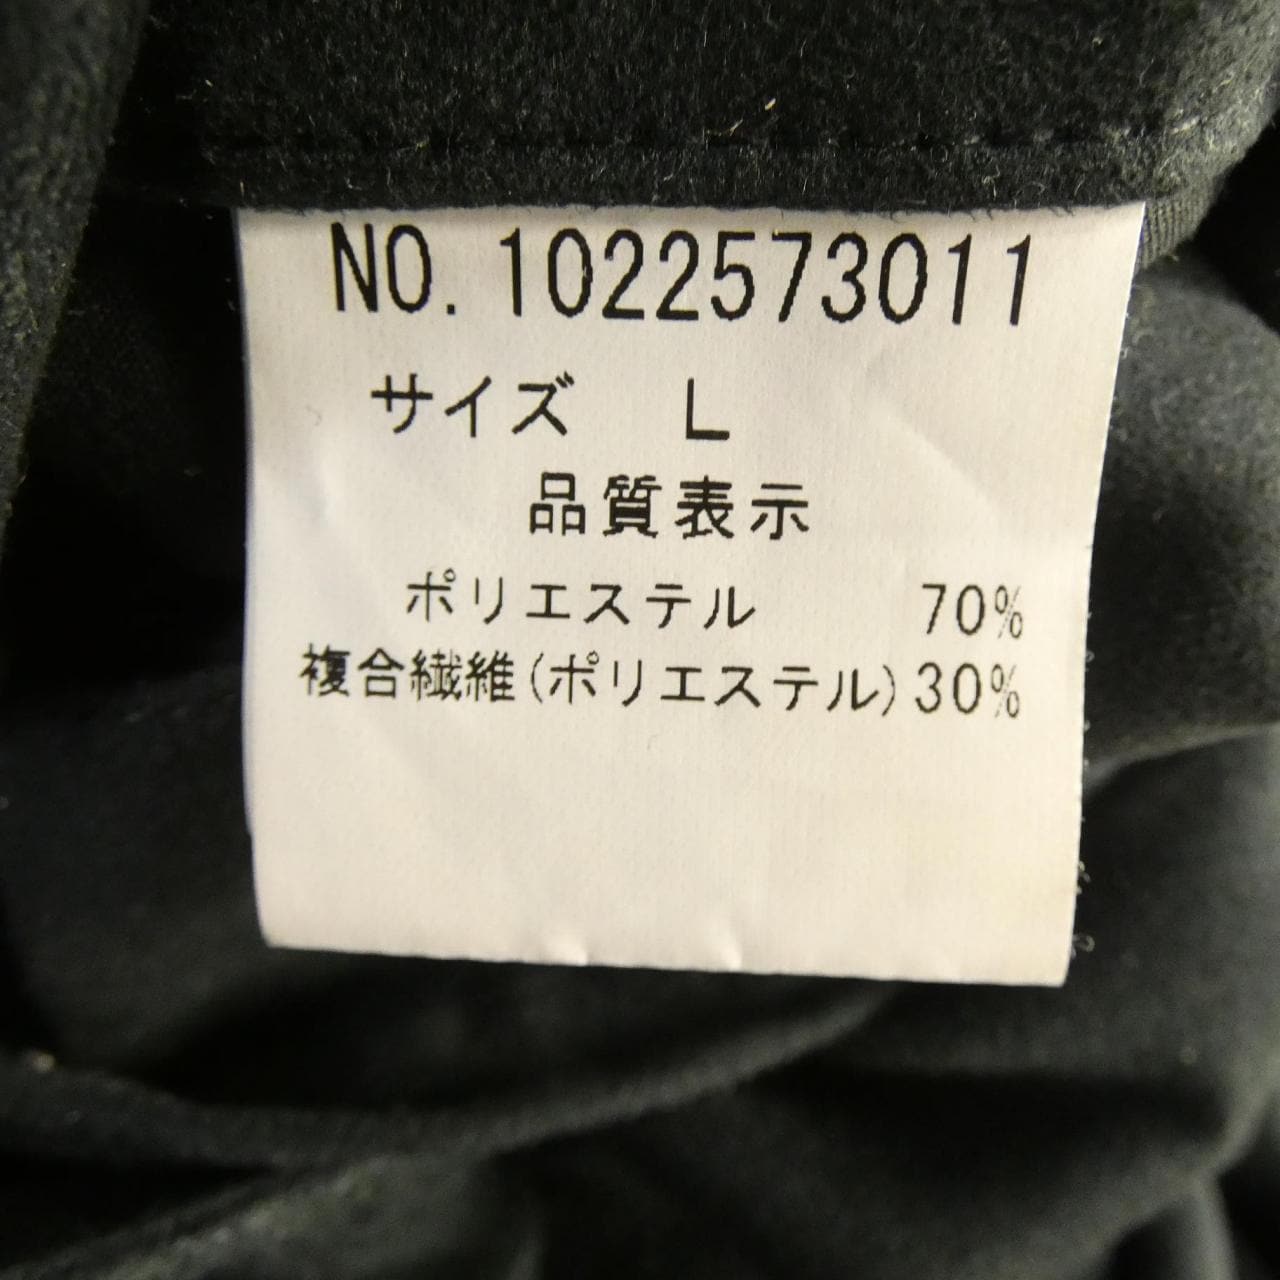 NO. 1022573011
サイズ L
品質表示
ポリエステル 70%
複合繊維(ポリエステル)30%